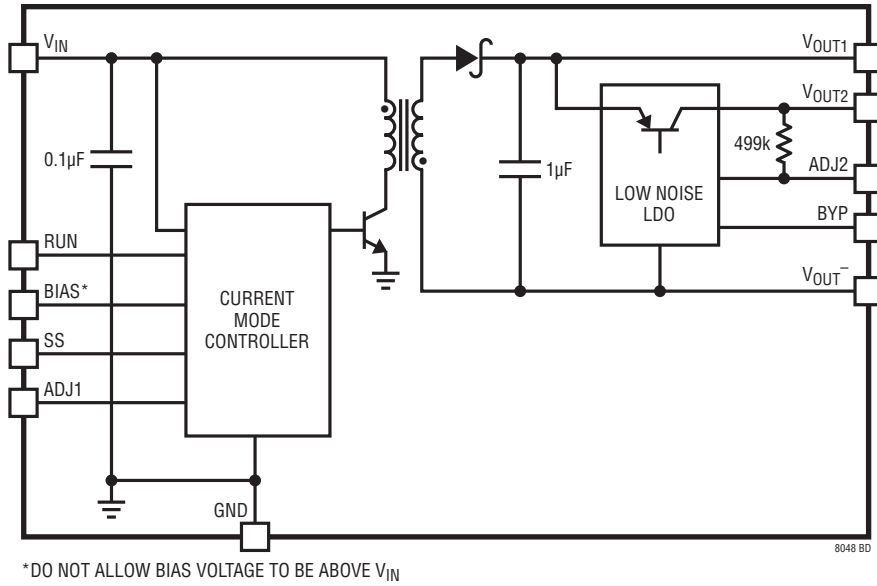 V_IN
V_OUT1
V_OUT2
0.1µF
1µF
499k
ADJ2
LOW NOISE
LDO
BYP
RUN
BIAS*
CURRENT
MODE
CONTROLLER
V_OUT⁻
SS
ADJ1
GND
8048 BD
*DO NOT ALLOW BIAS VOLTAGE TO BE ABOVE V_IN